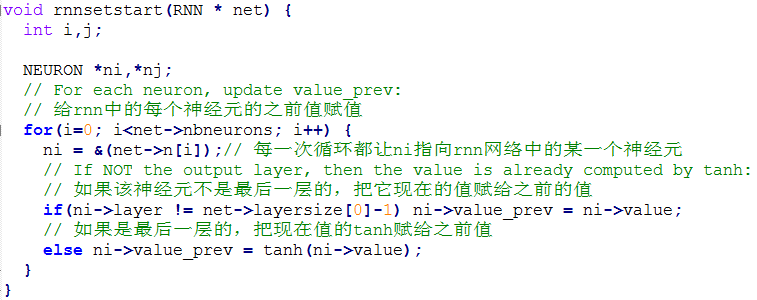 void rnnsetstart(RNN * net) {
int i,j;
NEURON *ni,*nj;
// For each neuron, update value_prev:
// 给rnn中的每个神经元的之前值赋值
for(i=0; i<net->nbneurons; i++) {
ni = &(net->n[i]);// 每一次循环都让ni指向rnn网络中的某一个神经元
// If NOT the output layer, then the value is already computed by tanh:
// 如果该神经元不是最后一层的，把它现在的值赋给之前的值
if(ni->layer != net->layersize[0]-1) ni->value_prev = ni->value;
// 如果是最后一层的，把现在值的tanh赋给之前值
else ni->value_prev = tanh(ni->value);
}
}